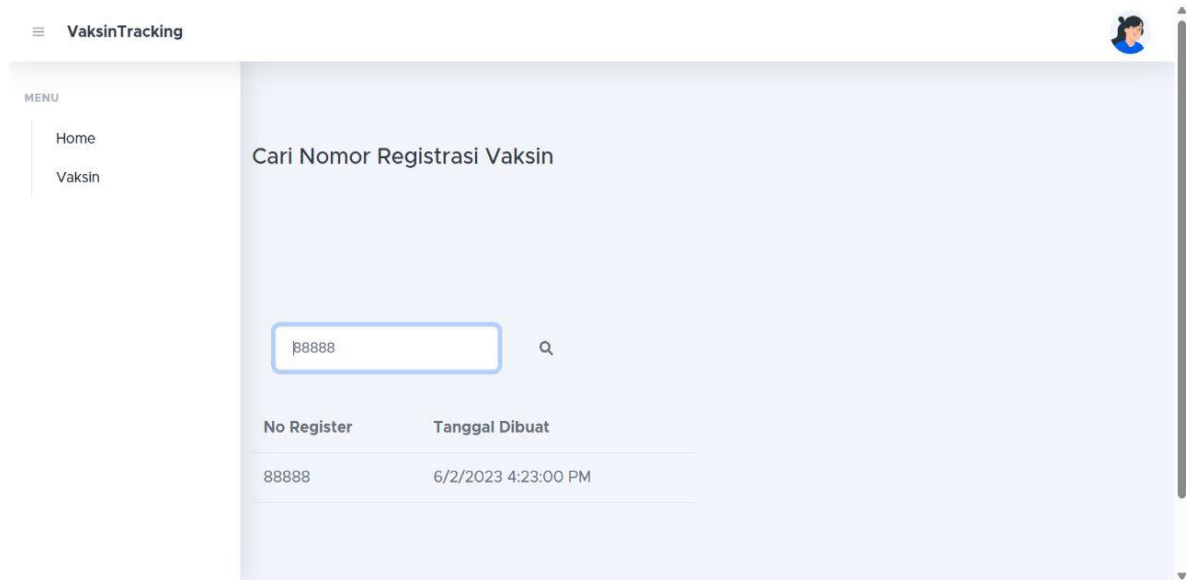 VaksinTracking
MENU
Home
Vaksin
Cari Nomor Registrasi Vaksin
88888
No Register Tanggal Dibuat
88888 6/2/2023 4:23:00 PM